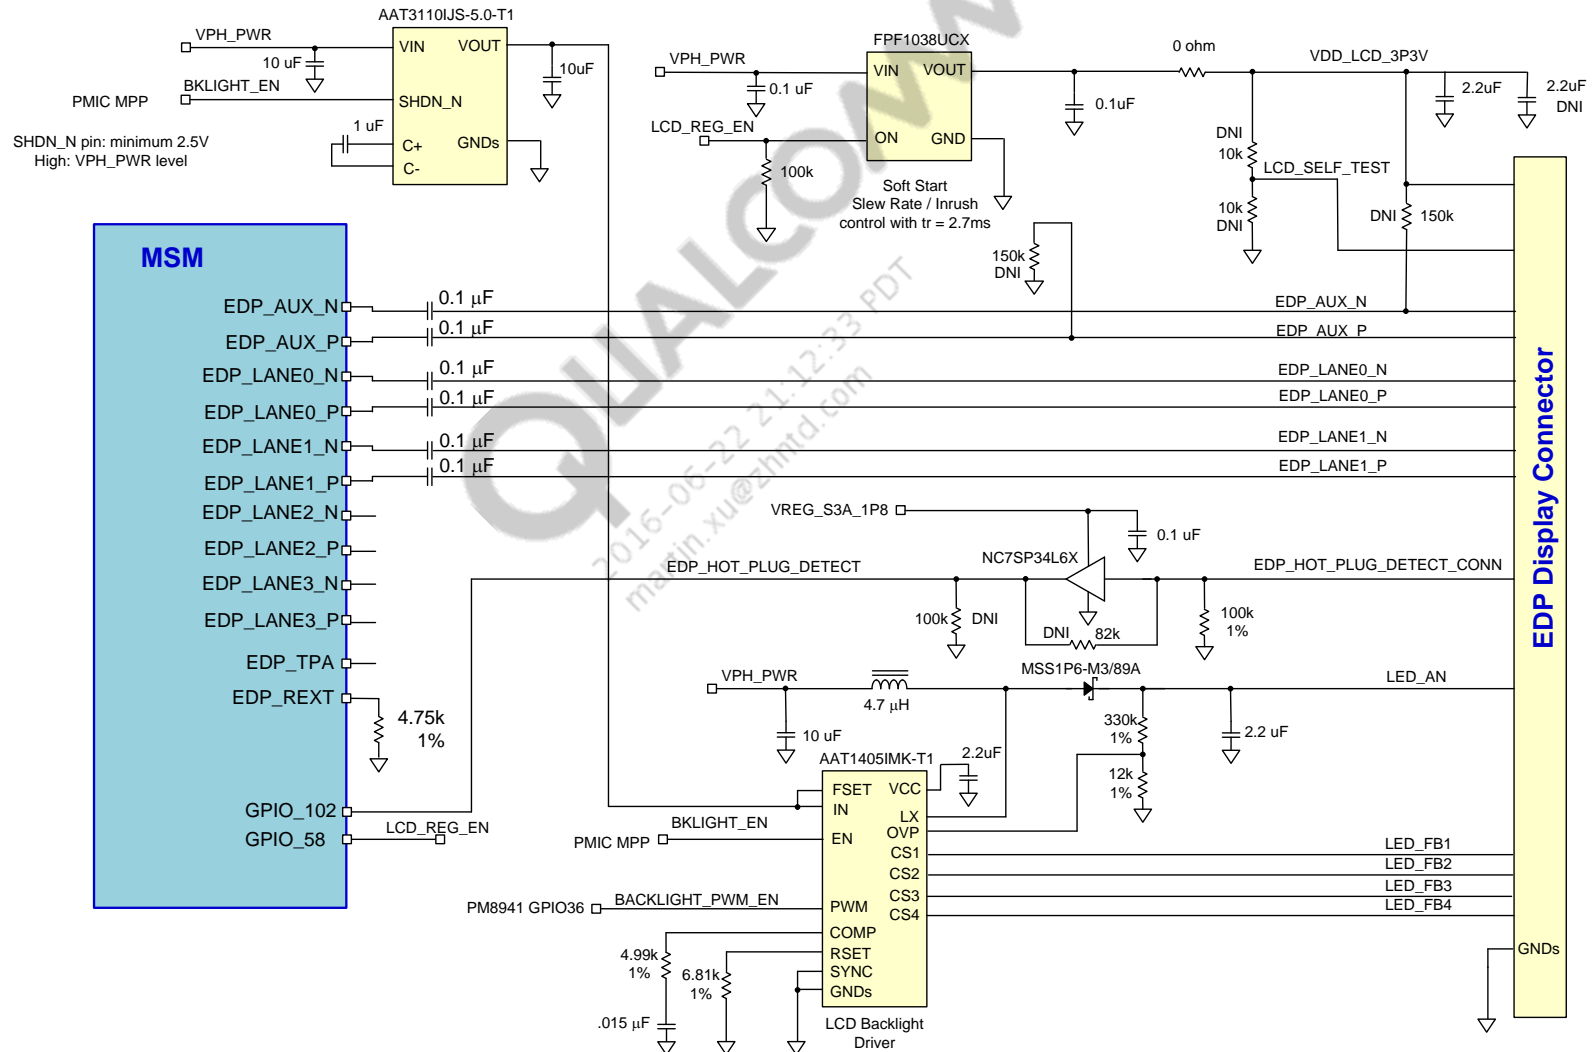 AAT3110IJS-5.0-T1
VPH_PWR
10 uF
VIN
VOUT
10uF
PMIC MPP
BKLIGHT_EN
SHDN_N
SHDN_N pin: minimum 2.5V
High: VPH_PWR level
1 uF
C+
C-
GNDs
FPF1038UCX
VPH_PWR
0.1 uF
VIN
VOUT
LCD_REG_EN
ON
GND
100k
0.1uF
Soft Start
Slew Rate / Inrush
control with tr = 2.7ms
0 ohm
VDD_LCD_3P3V
2.2uF
2.2uF
DNI
DNI
10k
LCD_SELF_TEST
10k
DNI
DNI
150k
150k
DNI
QUALCOMM
2016-06-22 21:12:33 PDT
martin.xu@zhmtd.com
MSM
EDP_AUX_N
0.1 µF
EDP_AUX_N
EDP_AUX_P
0.1 µF
EDP_AUX_P
EDP_LANE0_N
0.1 µF
EDP_LANE0_N
EDP_LANE0_P
0.1 µF
EDP_LANE0_P
EDP_LANE1_N
0.1 µF
EDP_LANE1_N
EDP_LANE1_P
0.1 µF
EDP_LANE1_P
EDP_LANE2_N
EDP_LANE2_P
EDP_LANE3_N
EDP_LANE3_P
EDP_TPA
EDP_REXT
4.75k
1%
GPIO_102
GPIO_58
LCD_REG_EN
VREG_S3A_1P8
0.1 uF
NC7SP34L6X
EDP_HOT_PLUG_DETECT
EDP_HOT_PLUG_DETECT_CONN
100k
DNI
DNI
82k
100k
1%
VPH_PWR
4.7 µH
MSS1P6-M3/89A
LED_AN
10 uF
330k
1%
12k
1%
2.2 uF
AAT1405IMK-T1
2.2uF
FSET
VCC
IN
LX
OVP
EN
CS1
CS2
CS3
CS4
PWM
COMP
RSET
SYNC
GNDs
PMIC MPP
BKLIGHT_EN
PM8941 GPIO36
BACKLIGHT_PWM_EN
LED_FB1
LED_FB2
LED_FB3
LED_FB4
4.99k
1%
6.81k
1%
.015 µF
LCD Backlight
Driver
EDP Display Connector
GNDs